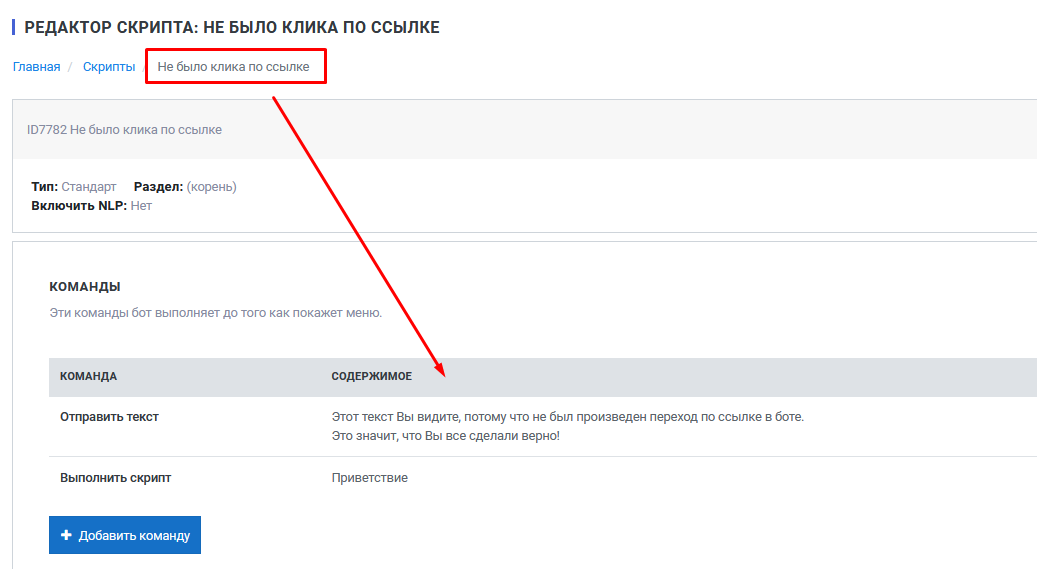 РЕДАКТОР СКРИПТА: НЕ БЫЛО КЛИКА ПО ССЫЛКЕ
Главная / Скрипты / Не было клика по ссылке
ID7782 Не было клика по ссылке
Тип: Стандарт Раздел: (корень)
Включить NLP: Нет
КОМАНДЫ
Эти команды бот выполняет до того как покажет меню.
КОМАНДА СОДЕРЖИМОЕ
Отправить текст Этот текст Вы видите, потому что не был произведен переход по ссылке в боте.
Это значит, что Вы все сделали верно!
Выполнить скрипт Приветствие
Добавить команду